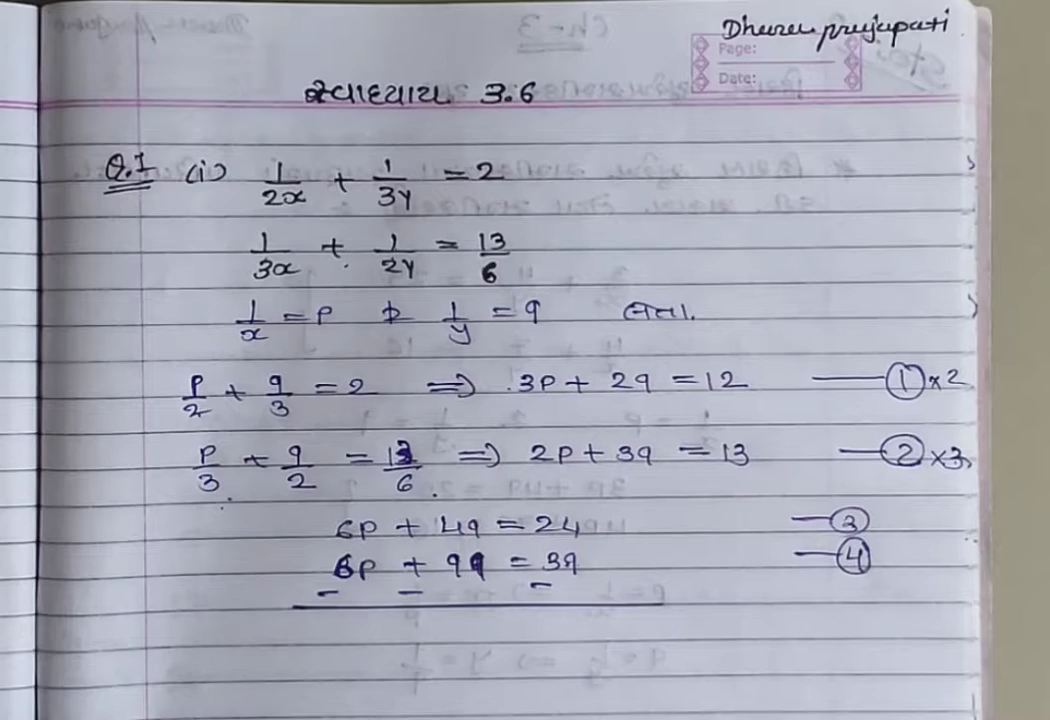 Dhuru prajapati
Page:
Date:
સ્વાધ્યાય 3.6
Q.1 (i) 1/2x + 1/3y = 2
1/3x + 1/2y = 13/6
1/x = p & 1/y = q લેતા.
p/2 + q/3 = 2 ⇒ 3p + 2q = 12 —— ① × 2
p/3 + q/2 = 13/6 ⇒ 2p + 3q = 13 —— ② × 3
6p + 4q = 24 — ③
6p + 9q = 39 — ④
- - -